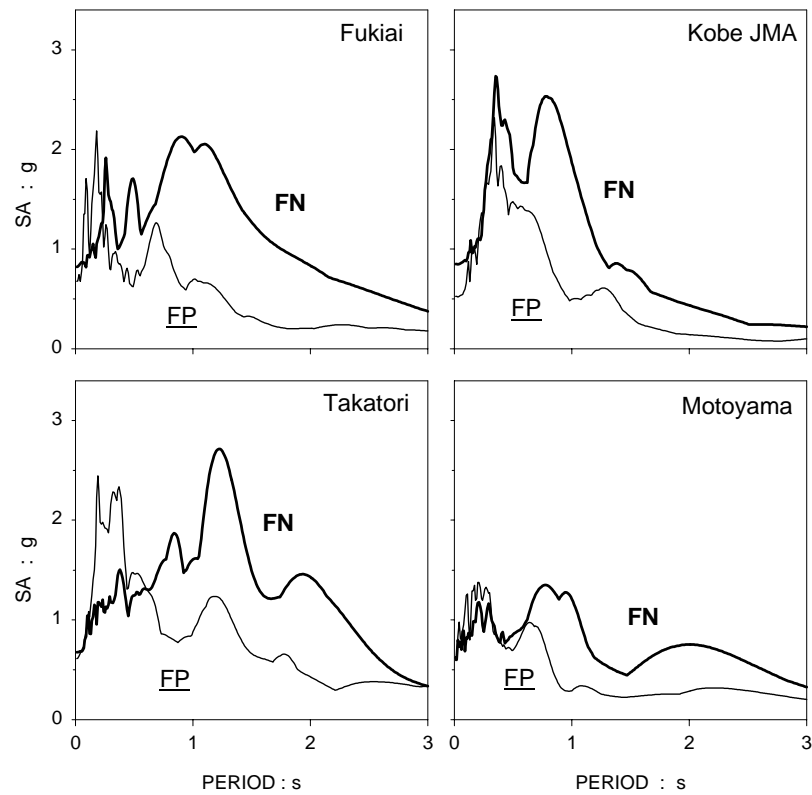 Fukiai
3
2
1
0
SA : g
FN
FP
Kobe JMA
FN
FP
Takatori
3
2
1
0
0
1
2
3
SA : g
PERIOD : s
FN
FP
Motoyama
0
1
2
3
PERIOD : s
FN
FP